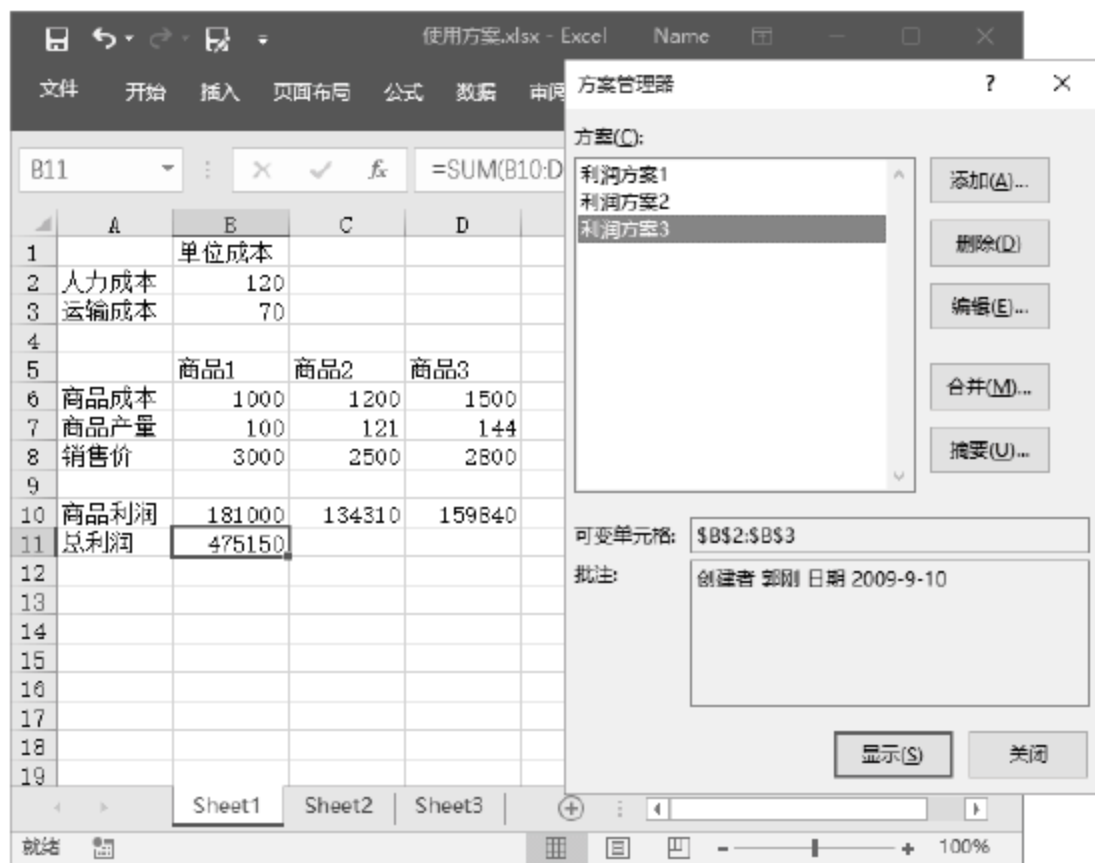 使用方案.xlsx - Excel Name
文件 开始 插入 页面布局 公式 数据 审阅
B11 fx =SUM(B10:D
A B C D
1 单位成本
2 人力成本 120
3 运输成本 70
4
5 商品1 商品2 商品3
6 商品成本 1000 1200 1500
7 商品产量 100 121 144
8 销售价 3000 2500 2800
9
10 商品利润 181000 134310 159840
11 总利润 475150
12
13
14
15
16
17
18
19
Sheet1 Sheet2 Sheet3
就绪 100%
方案管理器 ?
方案(C):
利润方案1
利润方案2
利润方案3
添加(A)...
删除(D)
编辑(E)...
合并(M)...
摘要(U)...
可变单元格: $B$2:$B$3
批注: 创建者 郭刚 日期 2009-9-10
显示(S) 关闭